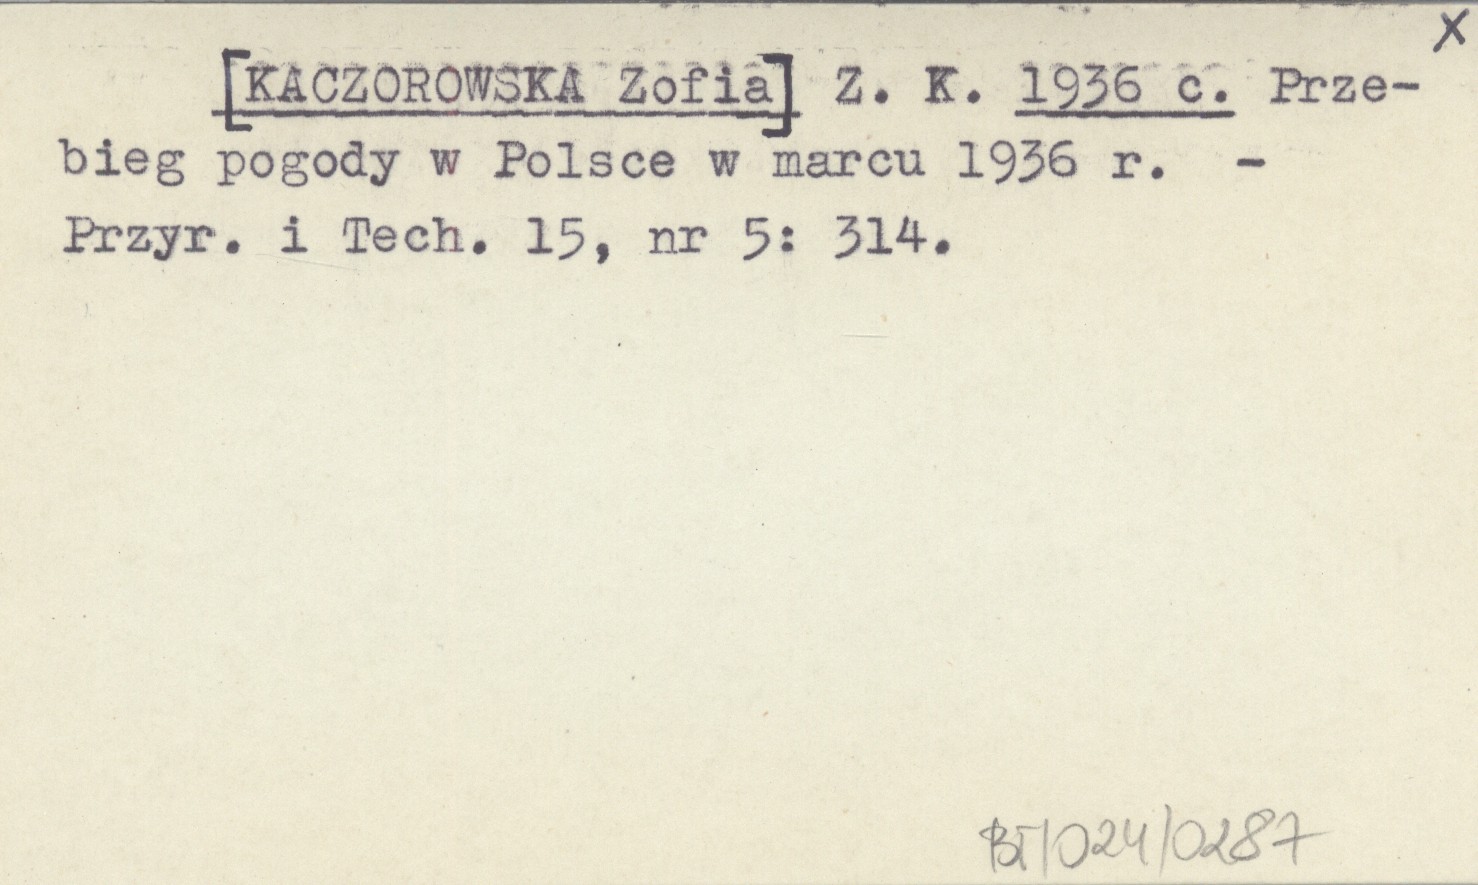 x
[KACZOROWSKA Zofia] Z. K. 1936 c. Prze-
bieg pogody w Polsce w marcu 1936 r. -
Przyr. i Tech. 15, nr 5: 314.
BT/024/0287